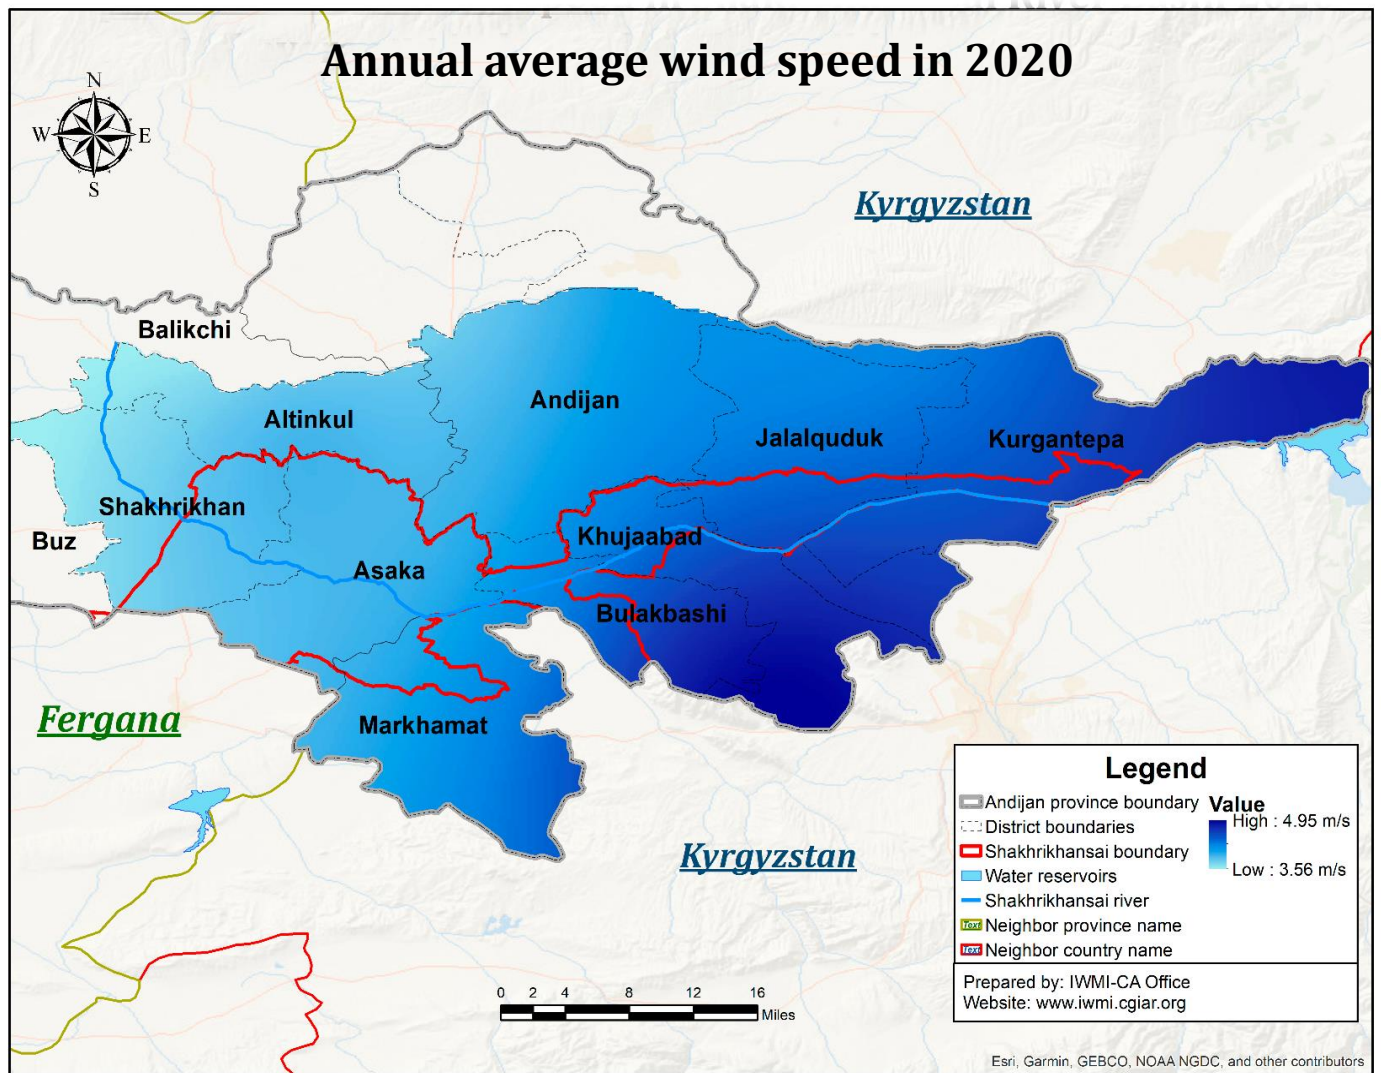 Annual average wind speed in 2020
N
W
E
S
Kyrgyzstan
Balikchi
Andijan
Altinkul
Jalalquduk
Kurgantepa
Shakhrikhan
Buz
Khujaabad
Asaka
Bulakbashi
Fergana
Markhamat
Kyrgyzstan
Legend
Andijan province boundary
District boundaries
Shakhrikhansai boundary
Water reservoirs
Shakhrikhansai river
Text Neighbor province name
Text Neighbor country name
Value
High : 4.95 m/s
Low : 3.56 m/s
Prepared by: IWMI-CA Office
Website: www.iwmi.cgiar.org
0 2 4 8 12 16
Miles
Esri, Garmin, GEBCO, NOAA NGDC, and other contributors